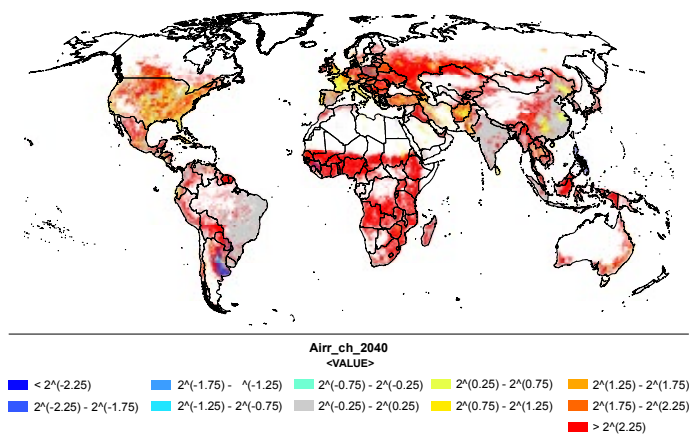 Airr_ch_2040
<VALUE>
< 2^(-2.25)
2^(-1.75) - ^(-1.25)
2^(-0.75) - 2^(-0.25)
2^(0.25) - 2^(0.75)
2^(1.25) - 2^(1.75)
2^(-2.25) - 2^(-1.75)
2^(-1.25) - 2^(-0.75)
2^(-0.25) - 2^(0.25)
2^(0.75) - 2^(1.25)
2^(1.75) - 2^(2.25)
> 2^(2.25)